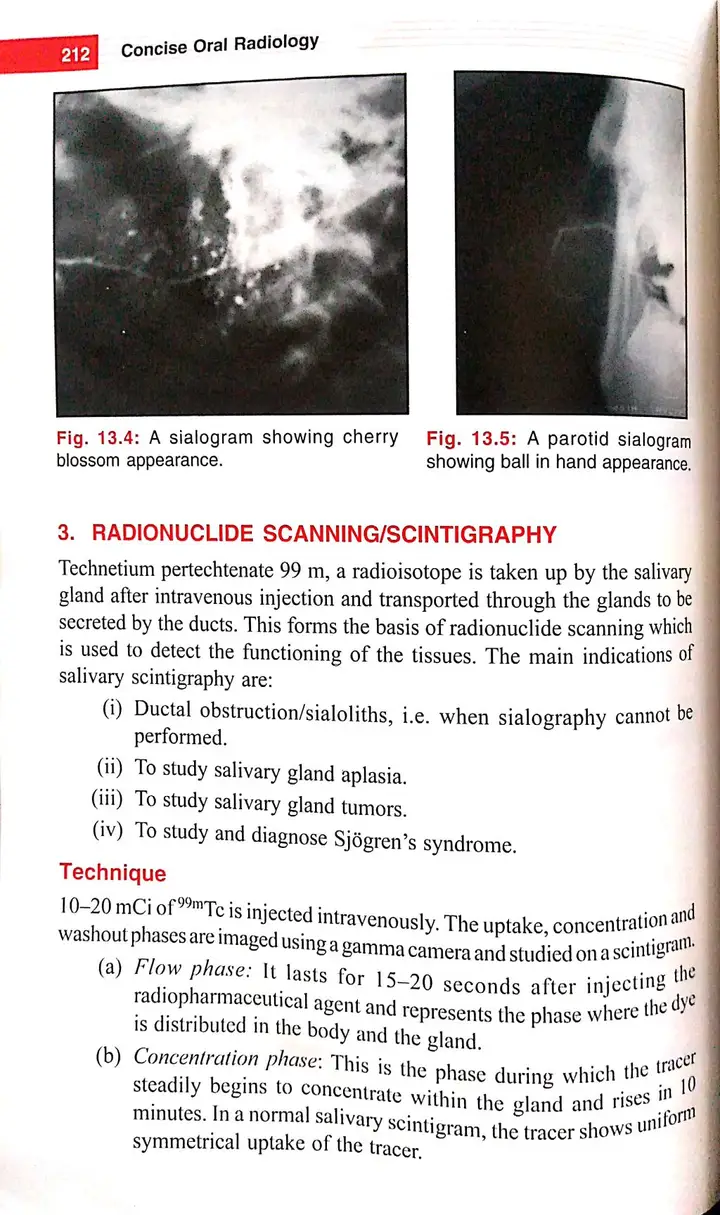 212
Concise Oral Radiology
Fig. 13.4: A sialogram showing cherry
blossom appearance.
Fig. 13.5: A parotid sialogram
showing ball in hand appearance.
3. RADIONUCLIDE SCANNING/SCINTIGRAPHY
Technetium pertechtenate 99 m, a radioisotope is taken up by the salivary
gland after intravenous injection and transported through the glands to be
secreted by the ducts. This forms the basis of radionuclide scanning which
is used to detect the functioning of the tissues. The main indications of
salivary scintigraphy are:
(i) Ductal obstruction/sialoliths, i.e. when sialography cannot be
performed.
(ii) To study salivary gland aplasia.
(iii) To study salivary gland tumors.
(iv) To study and diagnose Sjögren's syndrome.
Technique
10–20 mCi of ⁹⁹ᵐTc is injected intravenously. The uptake, concentration and
washout phases are imaged using a gamma camera and studied on a scintigram.
(a) Flow phase: It lasts for 15–20 seconds after injecting the
radiopharmaceutical agent and represents the phase where the dye
is distributed in the body and the gland.
(b) Concentration phase: This is the phase during which the tracer
steadily begins to concentrate within the gland and rises in 10
minutes. In a normal salivary scintigram, the tracer shows uniform
symmetrical uptake of the tracer.